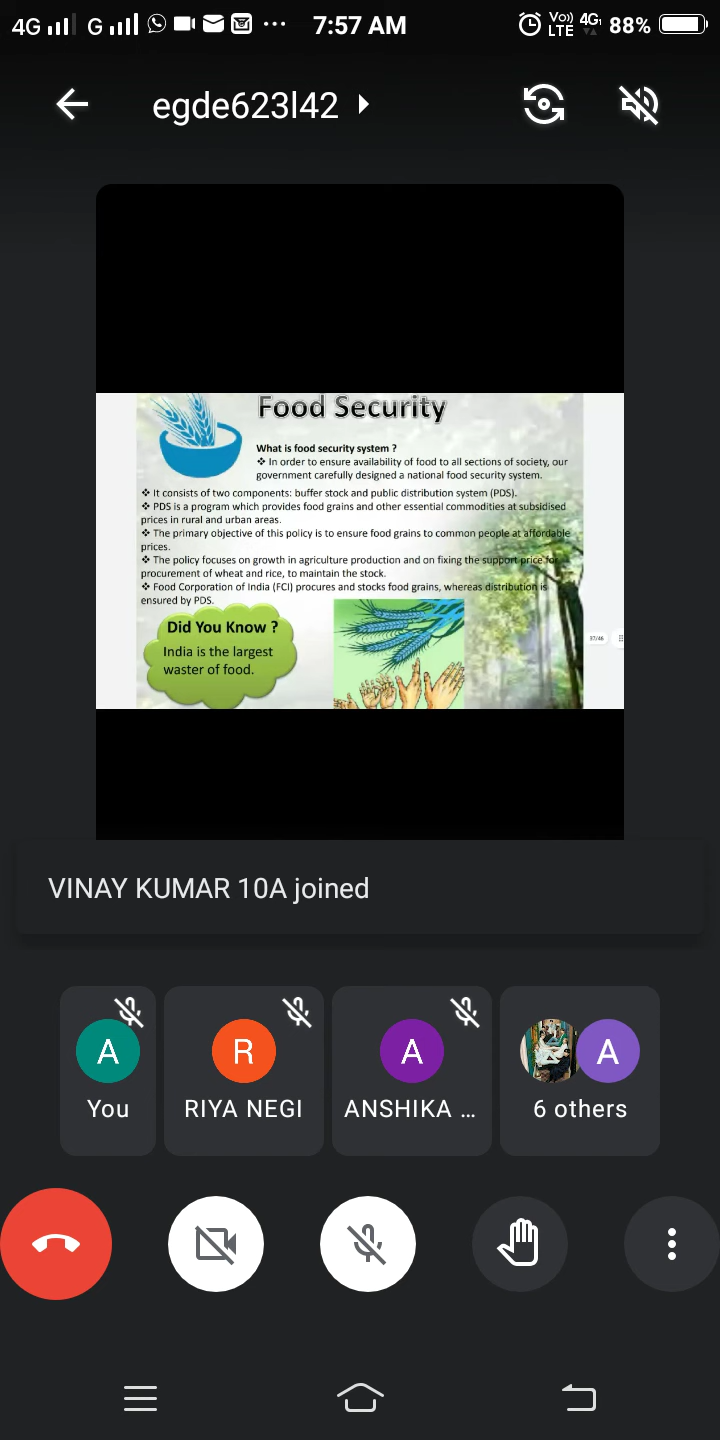 4G G 7:57 AM Vo)) LTE 4G 88%
egde623l42
Food Security
What is food security system ?
❖ In order to ensure availability of food to all sections of society, our
government carefully designed a national food security system.
❖ It consists of two components: buffer stock and public distribution system (PDS).
❖ PDS is a program which provides food grains and other essential commodities at subsidised
prices in rural and urban areas.
❖ The primary objective of this policy is to ensure food grains to common people at affordable
prices.
❖ The policy focuses on growth in agriculture production and on fixing the support price for
procurement of wheat and rice, to maintain the stock.
❖ Food Corporation of India (FCI) procures and stocks food grains, whereas distribution is
ensured by PDS.
Did You Know ?
India is the largest
waster of food.
37/46
VINAY KUMAR 10A joined
A R A A
You RIYA NEGI ANSHIKA ... 6 others